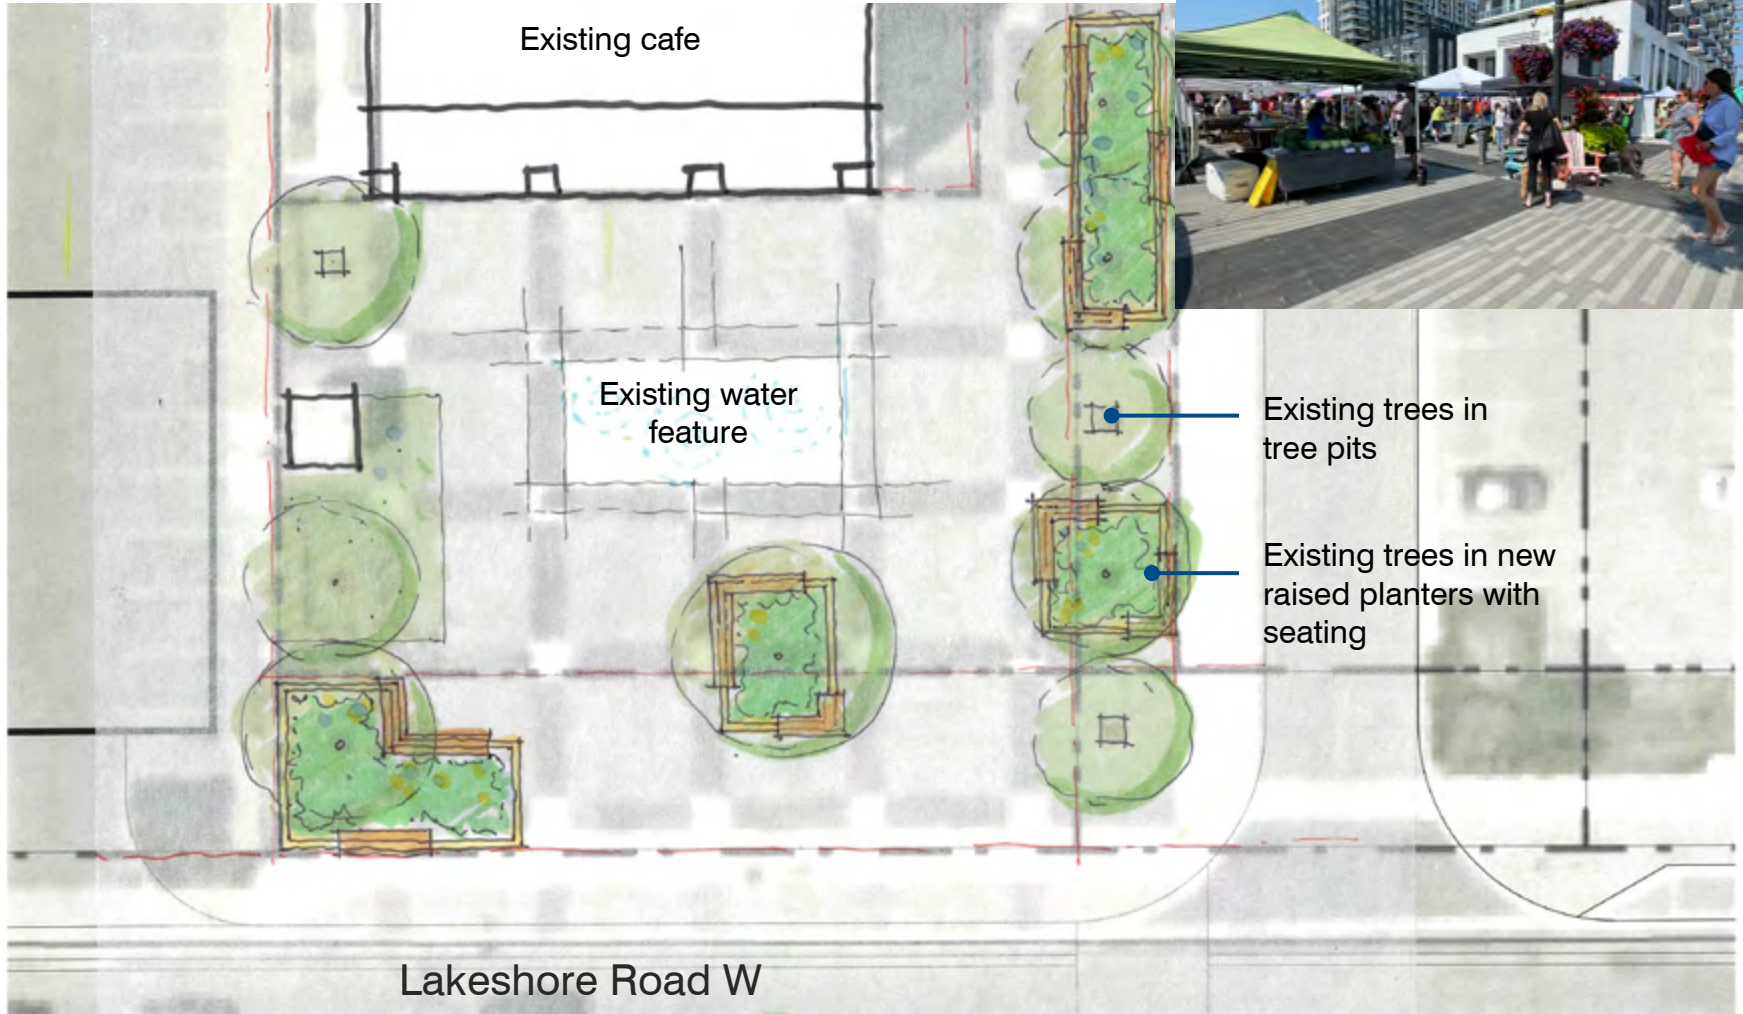 Existing cafe
Existing water
feature
Existing trees in
tree pits
Existing trees in new
raised planters with
seating
Lakeshore Road W